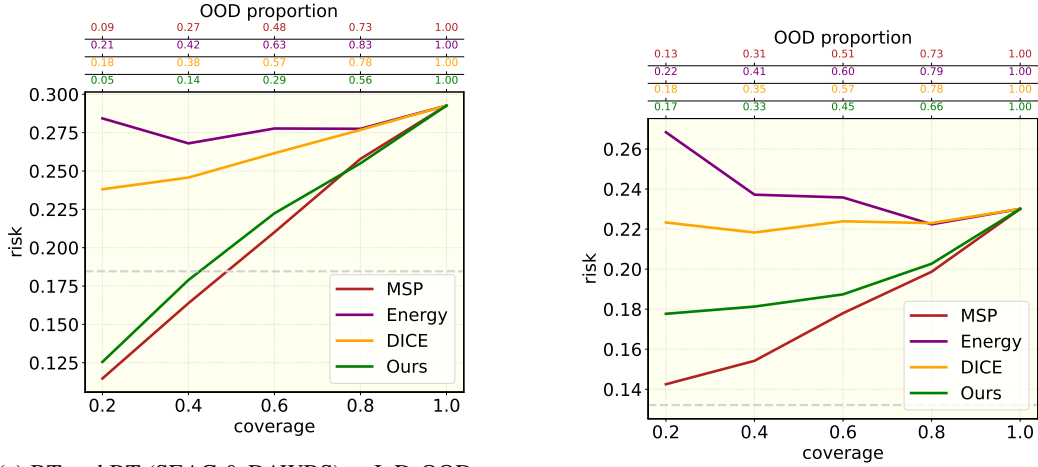 OOD proportion
0.09 0.27 0.48 0.73 1.00
0.21 0.42 0.63 0.83 1.00
0.18 0.38 0.57 0.78 1.00
0.05 0.14 0.29 0.56 1.00
0.300
0.275
0.250
0.225
0.200
0.175
0.150
0.125
risk
MSP
Energy
DICE
Ours
0.2 0.4 0.6 0.8 1.0
coverage
OOD proportion
0.13 0.31 0.51 0.73 1.00
0.22 0.41 0.60 0.79 1.00
0.18 0.35 0.57 0.78 1.00
0.17 0.33 0.45 0.66 1.00
0.26
0.24
0.22
0.20
0.18
0.16
0.14
risk
MSP
Energy
DICE
Ours
0.2 0.4 0.6 0.8 1.0
coverage